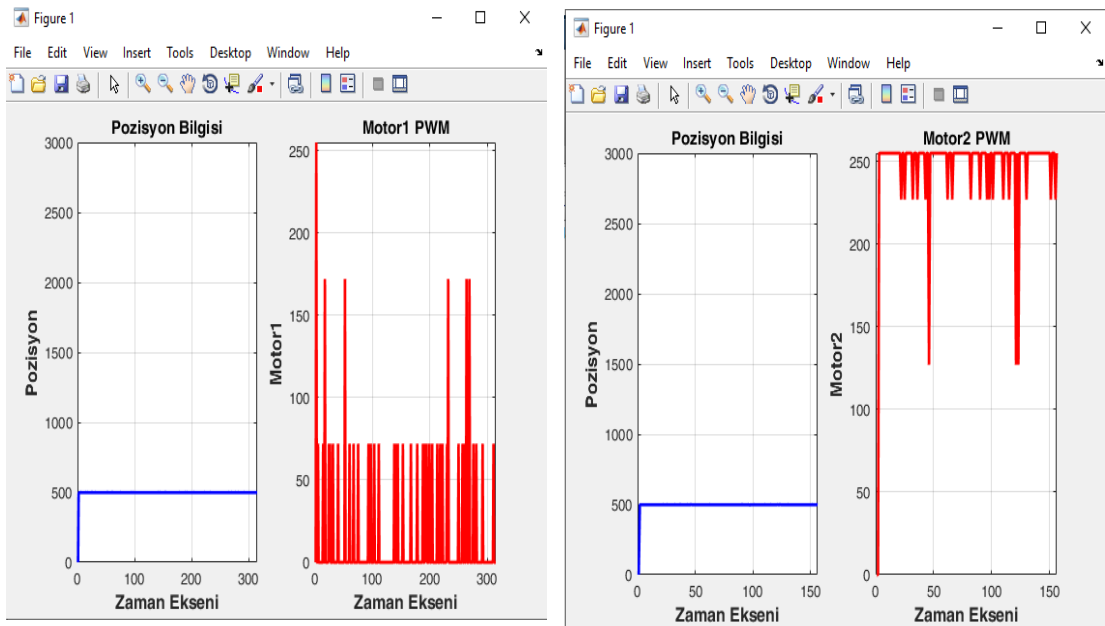 Figure 1
File Edit View Insert Tools Desktop Window Help
Pozisyon Bilgisi
3000
2500
2000
1500
1000
500
0
Pozisyon
0 100 200 300
Zaman Ekseni
Motor1 PWM
250
200
150
100
50
0
Motor1
0 100 200 300
Zaman Ekseni
Figure 1
File Edit View Insert Tools Desktop Window Help
Pozisyon Bilgisi
3000
2500
2000
1500
1000
500
0
Pozisyon
0 50 100 150
Zaman Ekseni
Motor2 PWM
250
200
150
100
50
0
Motor2
0 50 100 150
Zaman Ekseni